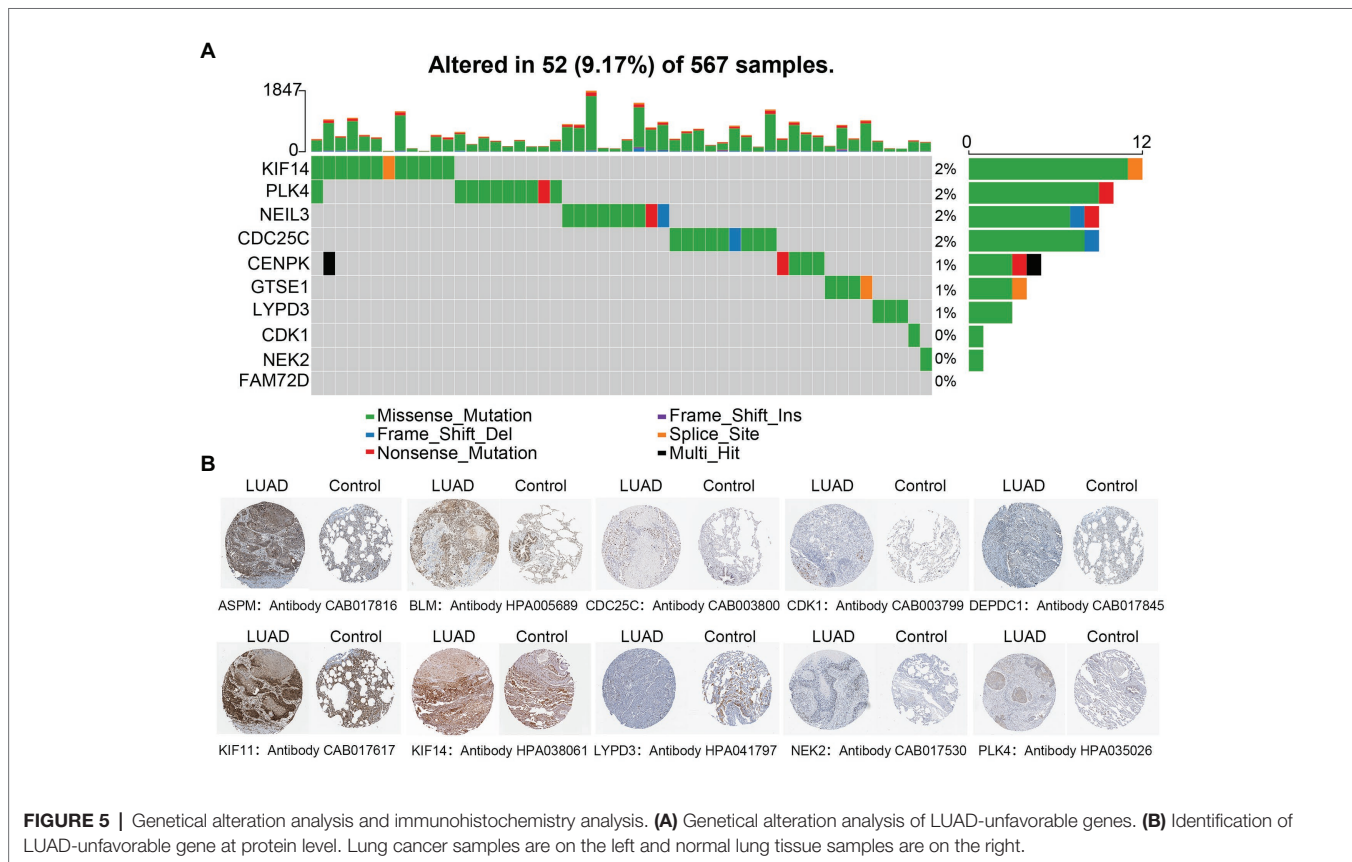 A
Altered in 52 (9.17%) of 567 samples.
1847
0
0 12
KIF14 2%
PLK4 2%
NEIL3 2%
CDC25C 2%
CENPK 1%
GTSE1 1%
LYPD3 1%
CDK1 0%
NEK2 0%
FAM72D 0%
Missense_Mutation Frame_Shift_Ins
Frame_Shift_Del Splice_Site
Nonsense_Mutation Multi_Hit
B
LUAD Control LUAD Control LUAD Control LUAD Control LUAD Control
ASPM: Antibody CAB017816 BLM: Antibody HPA005689 CDC25C: Antibody CAB003800 CDK1: Antibody CAB003799 DEPDC1: Antibody CAB017845
LUAD Control LUAD Control LUAD Control LUAD Control LUAD Control
KIF11: Antibody CAB017617 KIF14: Antibody HPA038061 LYPD3: Antibody HPA041797 NEK2: Antibody CAB017530 PLK4: Antibody HPA035026
FIGURE 5 | Genetical alteration analysis and immunohistochemistry analysis. (A) Genetical alteration analysis of LUAD-unfavorable genes. (B) Identification of
LUAD-unfavorable gene at protein level. Lung cancer samples are on the left and normal lung tissue samples are on the right.